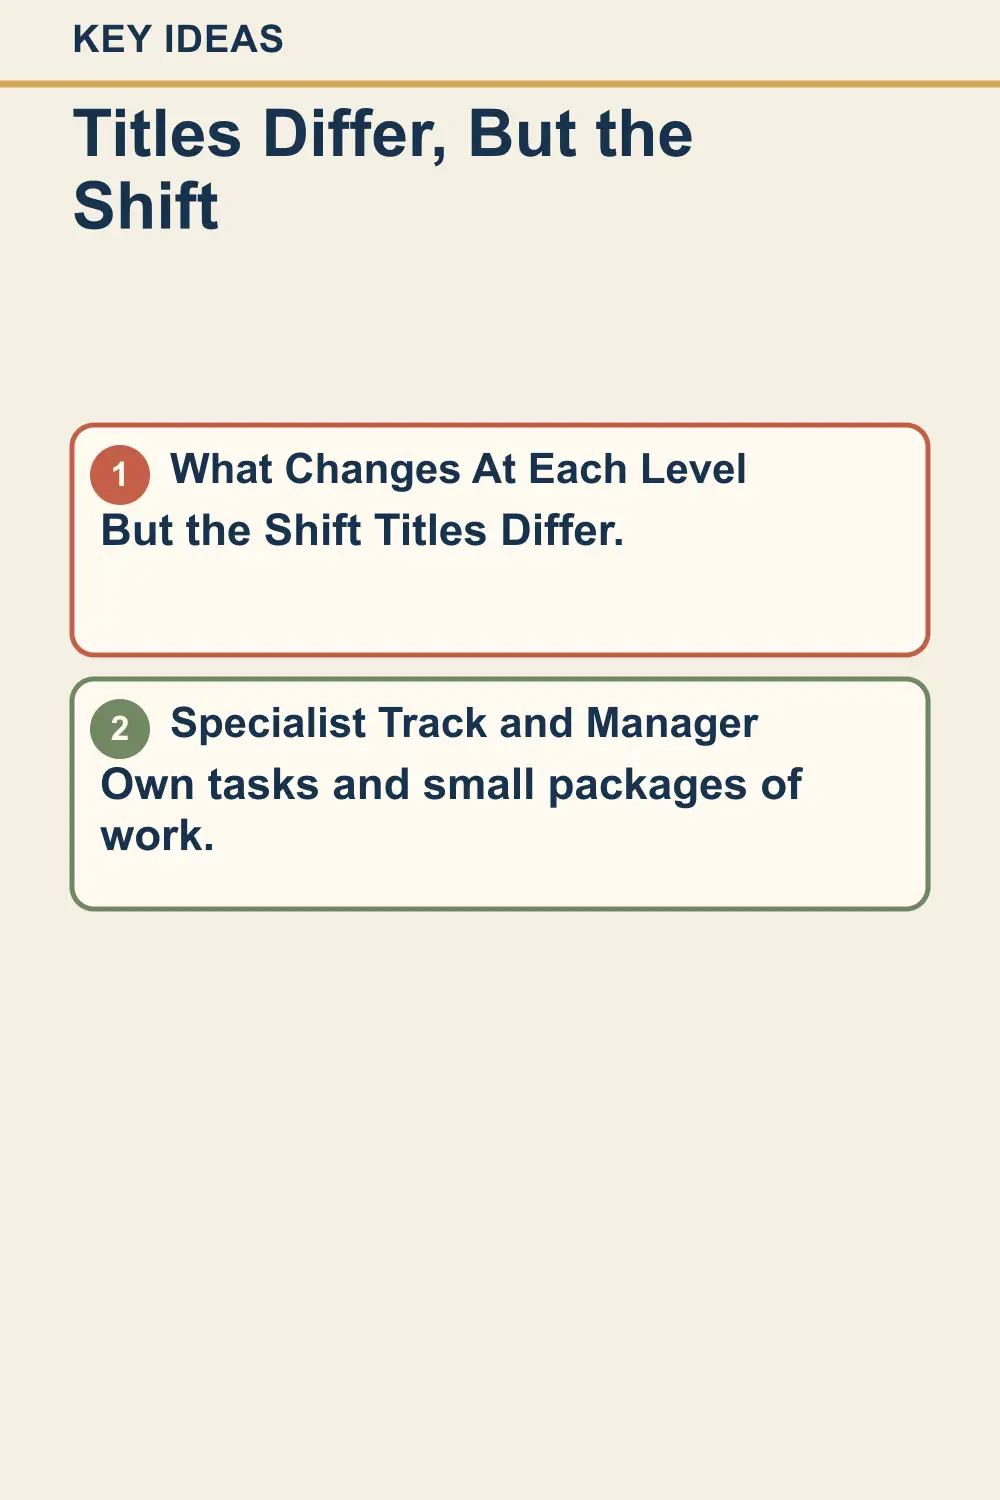 KEY IDEAS
Titles Differ, But the
Shift
1 What Changes At Each Level
But the Shift Titles Differ.
2 Specialist Track and Manager
Own tasks and small packages of
work.